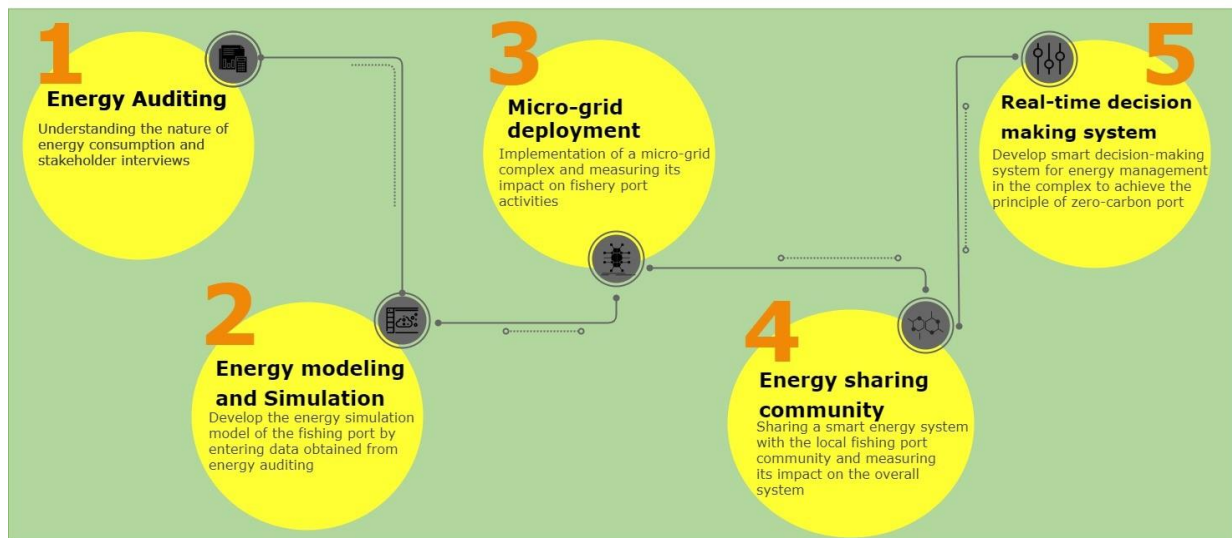 1
Energy Auditing
Understanding the nature of
energy consumption and
stakeholder interviews
2
Energy modeling
and Simulation
Develop the energy simulation
model of the fishing port by
entering data obtained from
energy auditing
3
Micro-grid
deployment
Implementation of a micro-grid
complex and measuring its
impact on fishery port
activities
4
Energy sharing
community
Sharing a smart energy system
with the local fishing port
community and measuring
its impact on the overall
system
5
Real-time decision
making system
Develop smart decision-making
system for energy management
in the complex to achieve the
principle of zero-carbon port